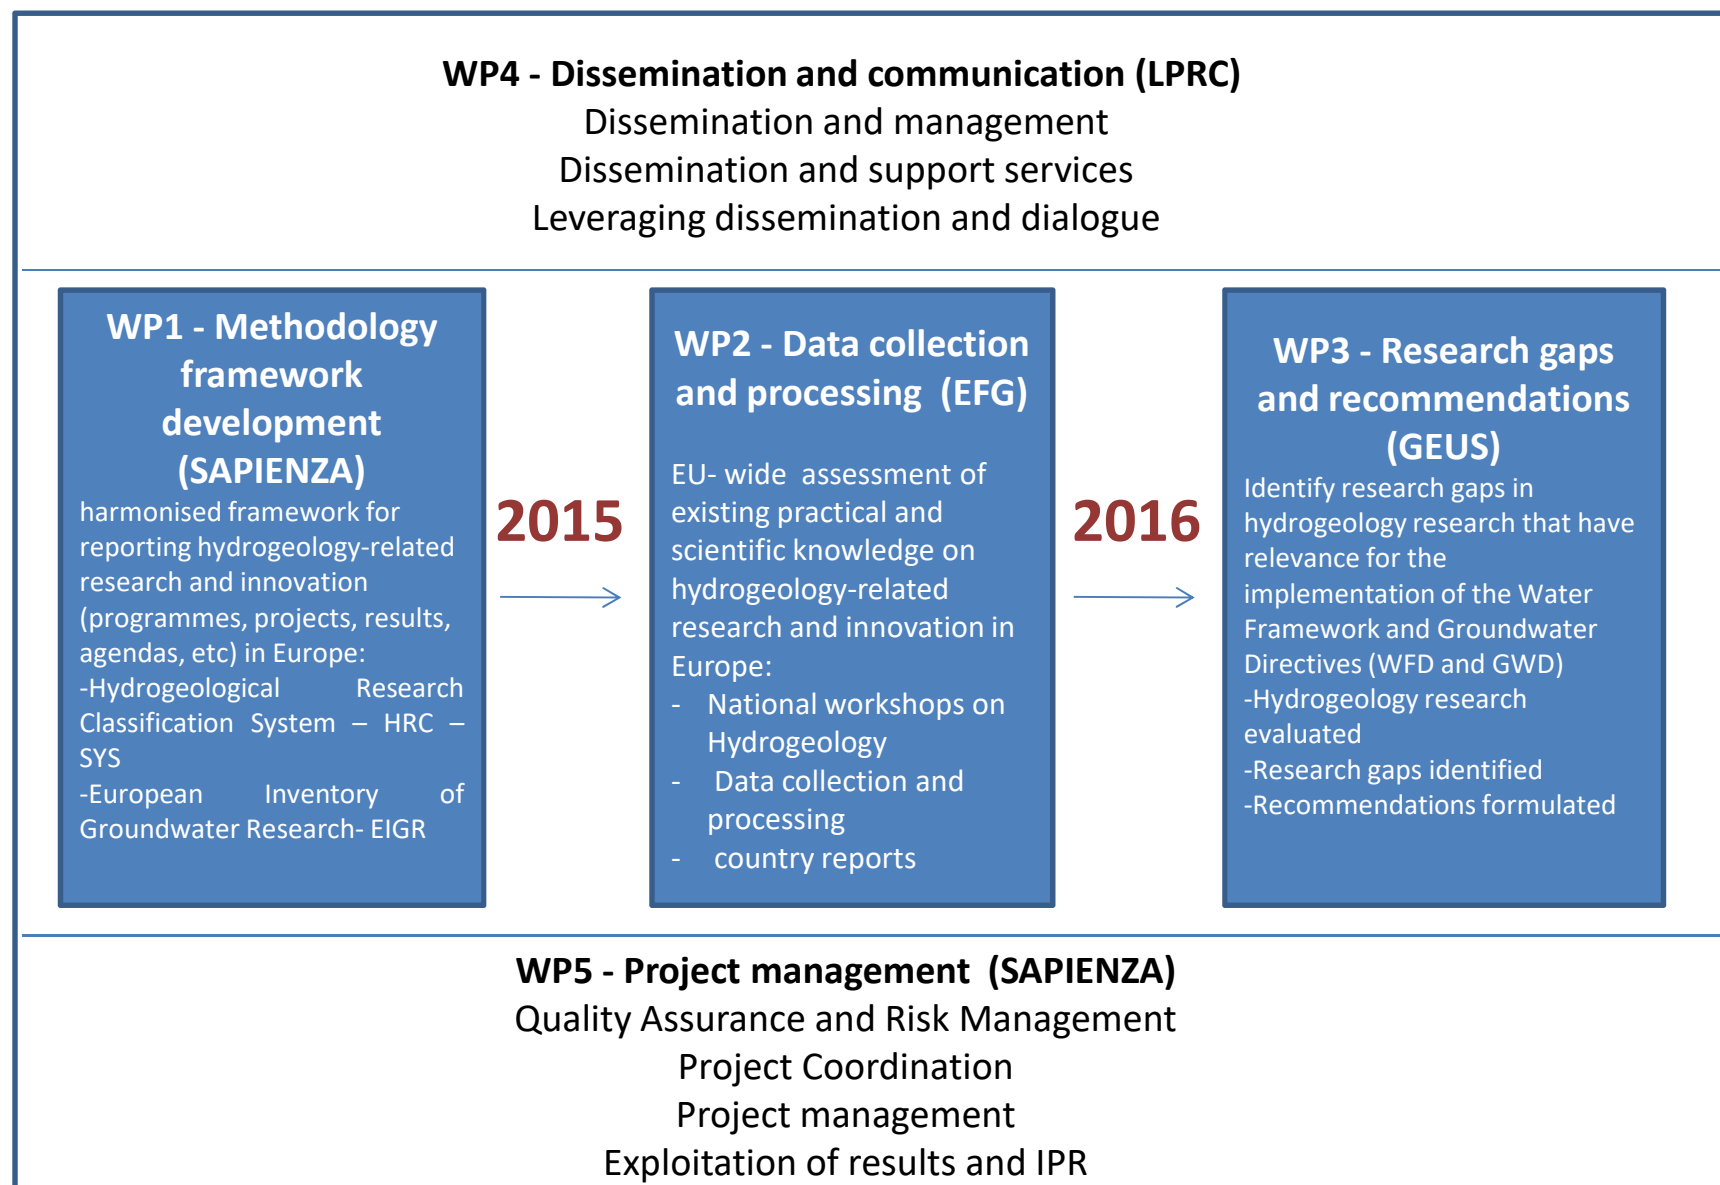 WP4 - Dissemination and communication (LPRC)
Dissemination and management
Dissemination and support services
Leveraging dissemination and dialogue
WP1 - Methodology
framework
development
(SAPIENZA)
harmonised framework for
reporting hydrogeology-related
research and innovation
(programmes, projects, results,
agendas, etc) in Europe:
-Hydrogeological Research
Classification System – HRC –
SYS
-European Inventory of
Groundwater Research- EIGR
2015
WP2 - Data collection
and processing (EFG)
EU- wide assessment of
existing practical and
scientific knowledge on
hydrogeology-related
research and innovation in
Europe:
- National workshops on
Hydrogeology
- Data collection and
processing
- country reports
2016
WP3 - Research gaps
and recommendations
(GEUS)
Identify research gaps in
hydrogeology research that have
relevance for the
implementation of the Water
Framework and Groundwater
Directives (WFD and GWD)
-Hydrogeology research
evaluated
-Research gaps identified
-Recommendations formulated
WP5 - Project management (SAPIENZA)
Quality Assurance and Risk Management
Project Coordination
Project management
Exploitation of results and IPR